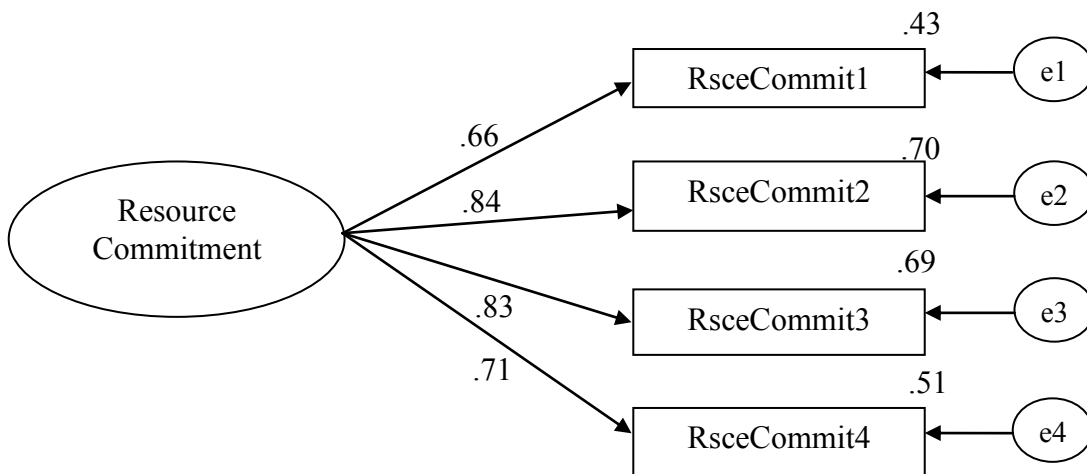 .43
RsceCommit1
e1
.66
.70
RsceCommit2
e2
.84
Resource
Commitment
.69
RsceCommit3
e3
.83
.71
.51
RsceCommit4
e4